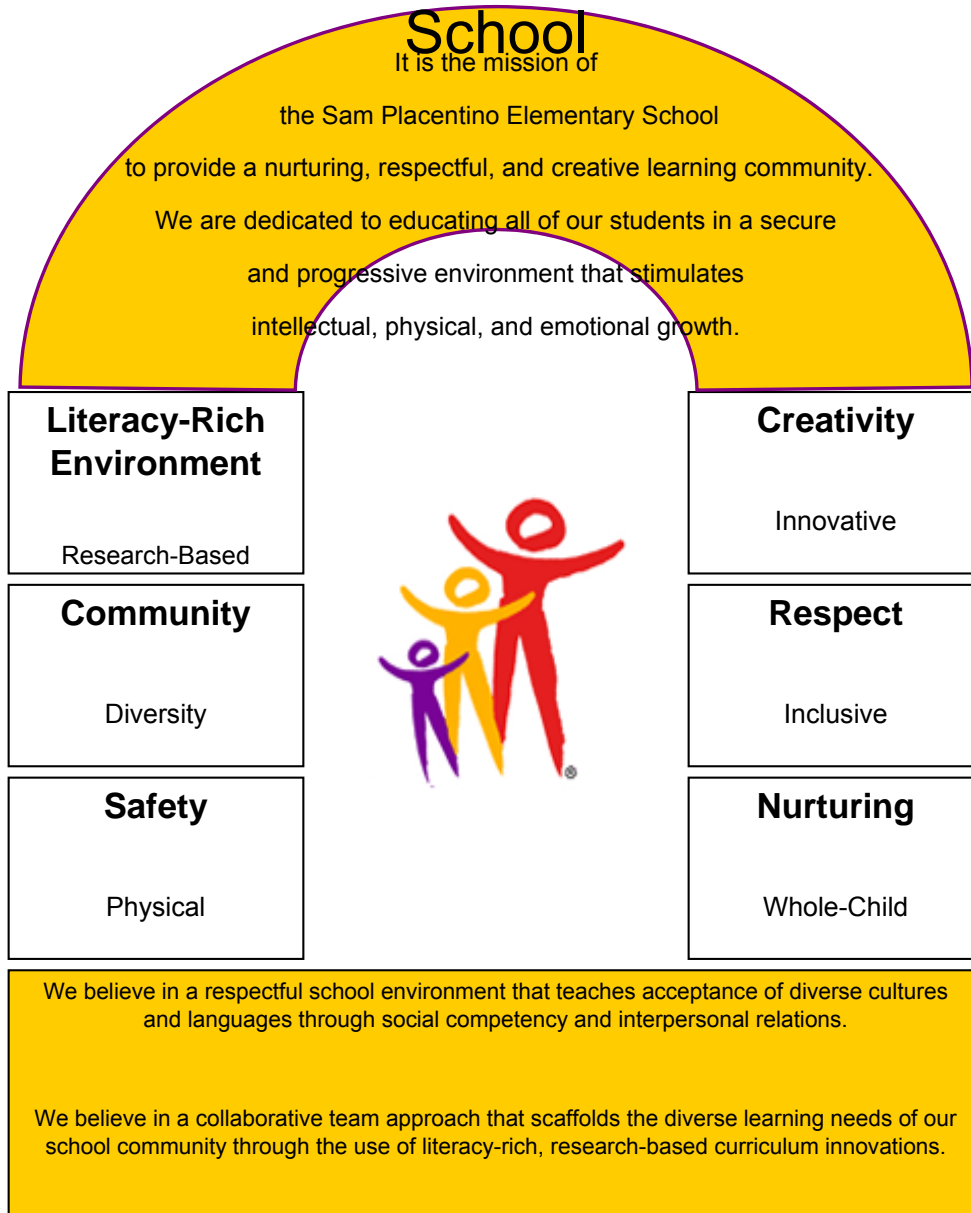 School
It is the mission of
the Sam Placentino Elementary School
to provide a nurturing, respectful, and creative learning community.
We are dedicated to educating all of our students in a secure
and progressive environment that stimulates
intellectual, physical, and emotional growth.
Literacy-Rich
Environment
Research-Based
Creativity
Innovative
Community
Diversity
Respect
Inclusive
Safety
Physical
Nurturing
Whole-Child
®
We believe in a respectful school environment that teaches acceptance of diverse cultures
and languages through social competency and interpersonal relations.
We believe in a collaborative team approach that scaffolds the diverse learning needs of our
school community through the use of literacy-rich, research-based curriculum innovations.